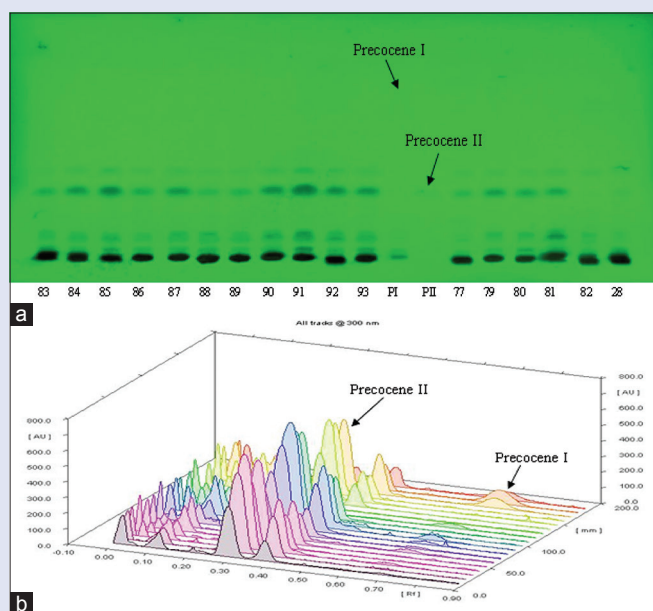 Precocene I
Precocene II
83 84 85 86 87 88 89 90 91 92 93 PI PII 77 79 80 81 82 28
a
All tracks @ 300 nm
800.0
[ AU ]
600.0
500.0
400.0
300.0
200.0
100.0
0.0
-0.10 0.00 0.10 0.20 0.30 0.40 0.50 0.60 0.70 [ Rf ] 0.90
0.0
50.0
100.0
[ mm ]
200.0
800.0
[ AU ]
600.0
500.0
400.0
300.0
200.0
100.0
0.0
Precocene II
Precocene I
b